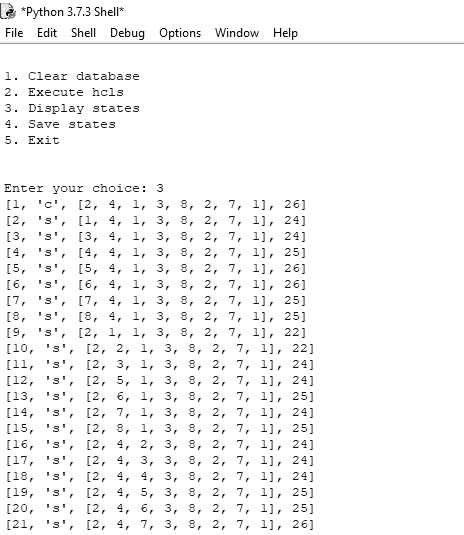 *Python 3.7.3 Shell*
File Edit Shell Debug Options Window Help
1. Clear database
2. Execute hcls
3. Display states
4. Save states
5. Exit
Enter your choice: 3
[1, 'c', [2, 4, 1, 3, 8, 2, 7, 1], 26]
[2, 's', [1, 4, 1, 3, 8, 2, 7, 1], 24]
[3, 's', [3, 4, 1, 3, 8, 2, 7, 1], 24]
[4, 's', [4, 4, 1, 3, 8, 2, 7, 1], 25]
[5, 's', [5, 4, 1, 3, 8, 2, 7, 1], 26]
[6, 's', [6, 4, 1, 3, 8, 2, 7, 1], 26]
[7, 's', [7, 4, 1, 3, 8, 2, 7, 1], 25]
[8, 's', [8, 4, 1, 3, 8, 2, 7, 1], 25]
[9, 's', [2, 1, 1, 3, 8, 2, 7, 1], 22]
[10, 's', [2, 2, 1, 3, 8, 2, 7, 1], 22]
[11, 's', [2, 3, 1, 3, 8, 2, 7, 1], 24]
[12, 's', [2, 5, 1, 3, 8, 2, 7, 1], 24]
[13, 's', [2, 6, 1, 3, 8, 2, 7, 1], 25]
[14, 's', [2, 7, 1, 3, 8, 2, 7, 1], 24]
[15, 's', [2, 8, 1, 3, 8, 2, 7, 1], 25]
[16, 's', [2, 4, 2, 3, 8, 2, 7, 1], 24]
[17, 's', [2, 4, 3, 3, 8, 2, 7, 1], 24]
[18, 's', [2, 4, 4, 3, 8, 2, 7, 1], 24]
[19, 's', [2, 4, 5, 3, 8, 2, 7, 1], 25]
[20, 's', [2, 4, 6, 3, 8, 2, 7, 1], 25]
[21, 's', [2, 4, 7, 3, 8, 2, 7, 1], 26]